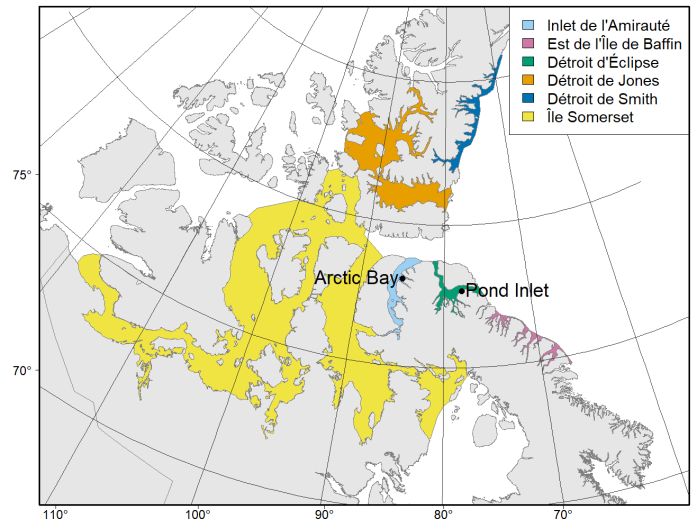 Inlet de l'Amirauté
Est de l'Île de Baffin
Détroit d'Éclipse
Détroit de Jones
Détroit de Smith
Île Somerset
75°
Arctic Bay
Pond Inlet
70°
110°
100°
90°
80°
70°